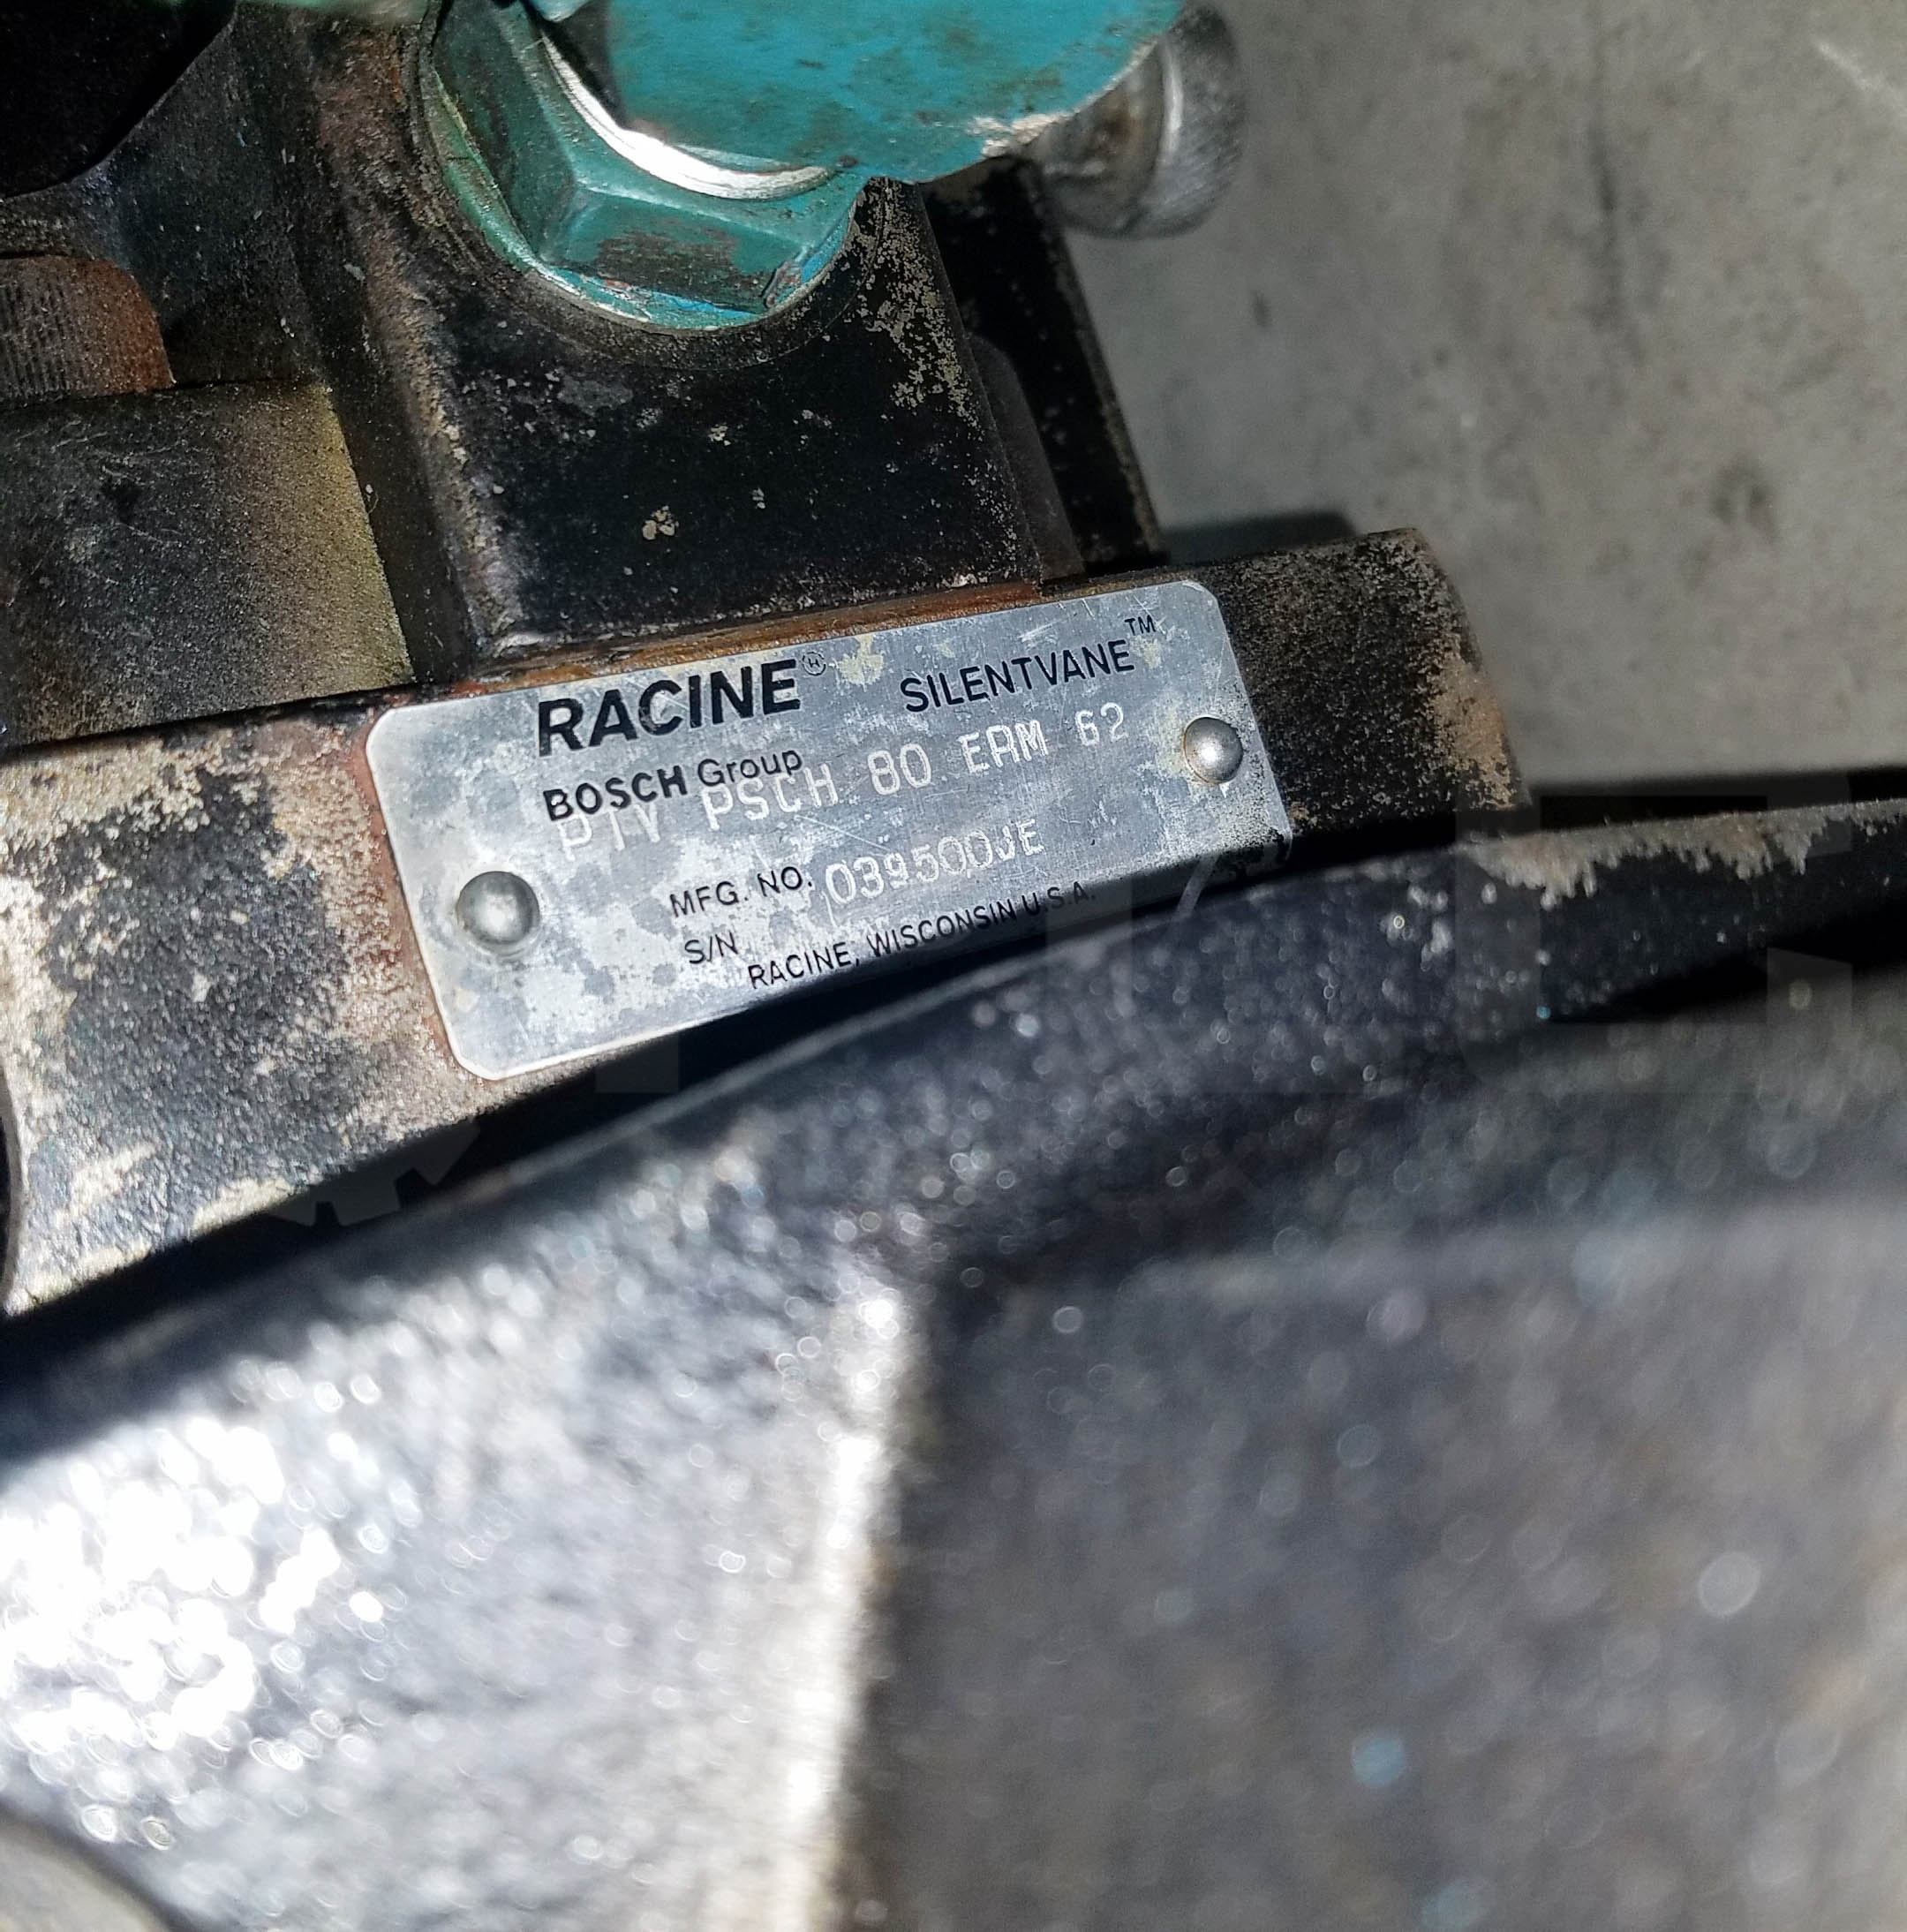 RACINE® SILENTVANE™
BOSCH Group
PTV PSCH 80 ERM 62
MFG. NO. 039500JE
S/N
RACINE, WISCONSIN U.S.A.